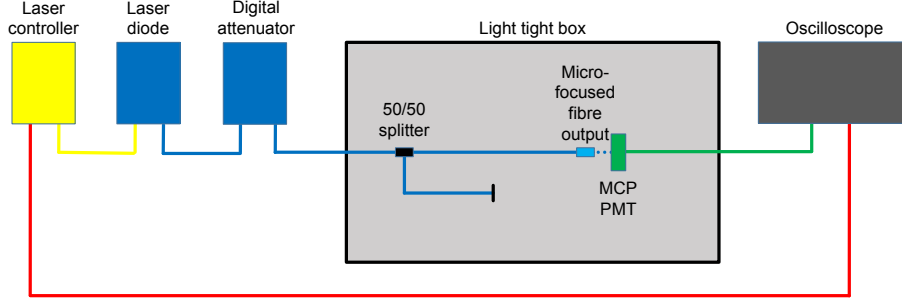 Laser
controller
Laser
diode
Digital
attenuator
Light tight box
Oscilloscope
Micro-
focused
fibre
output
50/50
splitter
MCP
PMT